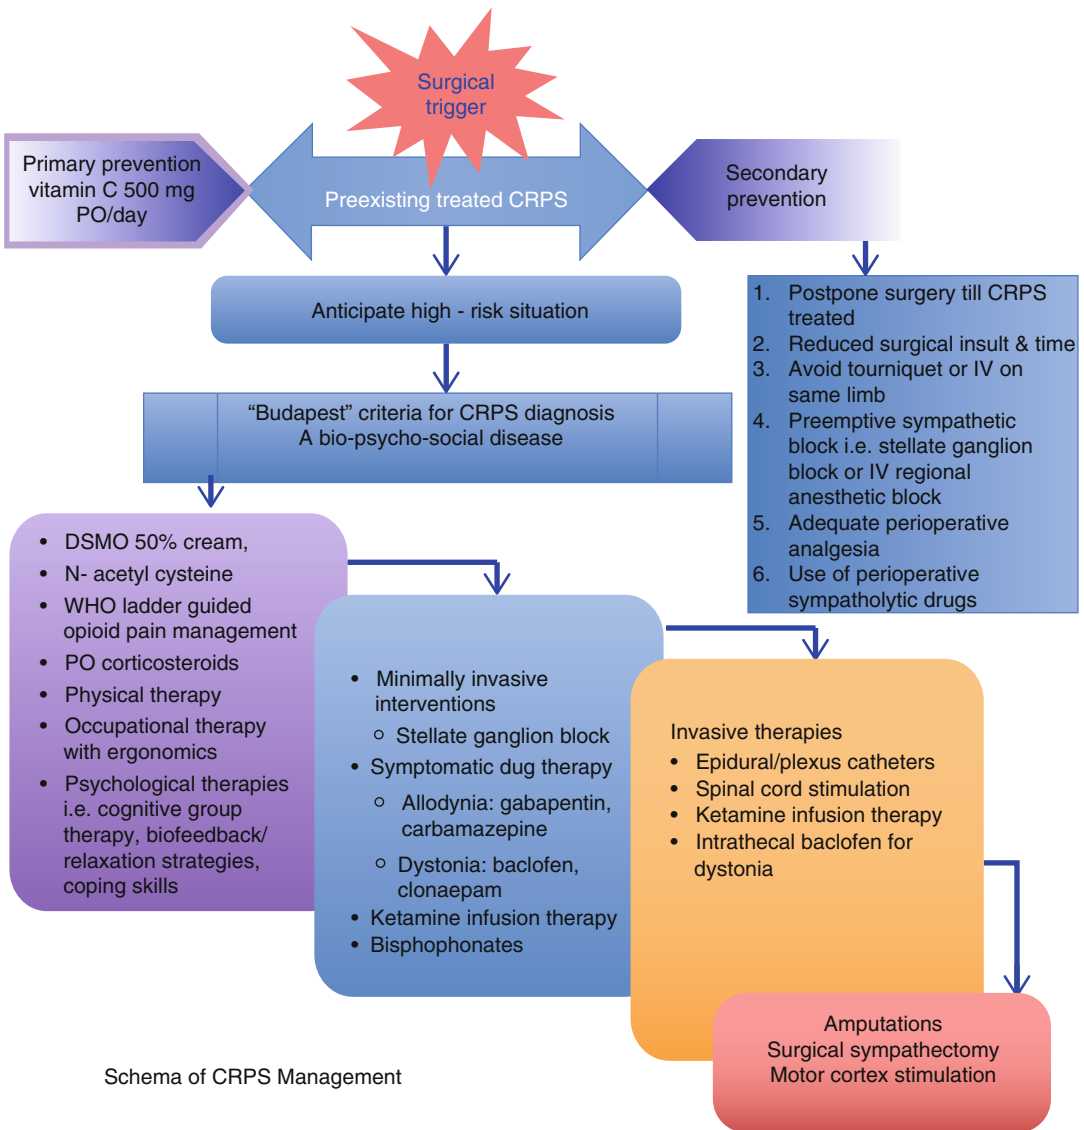 Surgical
trigger
Primary prevention
vitamin C 500 mg
PO/day
Preexisting treated CRPS
Secondary
prevention
Anticipate high - risk situation
“Budapest” criteria for CRPS diagnosis
A bio-psycho-social disease
1. Postpone surgery till CRPS
treated
2. Reduced surgical insult & time
3. Avoid tourniquet or IV on
same limb
4. Preemptive sympathetic
block i.e. stellate ganglion
block or IV regional
anesthetic block
5. Adequate perioperative
analgesia
6. Use of perioperative
sympatholytic drugs
• DSMO 50% cream,
• N- acetyl cysteine
• WHO ladder guided
opioid pain management
• PO corticosteroids
• Physical therapy
• Occupational therapy
with ergonomics
• Psychological therapies
i.e. cognitive group
therapy, biofeedback/
relaxation strategies,
coping skills
• Minimally invasive
interventions
○ Stellate ganglion block
• Symptomatic dug therapy
○ Allodynia: gabapentin,
carbamazepine
○ Dystonia: baclofen,
clonaepam
• Ketamine infusion therapy
• Bisphophonates
Invasive therapies
• Epidural/plexus catheters
• Spinal cord stimulation
• Ketamine infusion therapy
• Intrathecal baclofen for
dystonia
Amputations
Surgical sympathectomy
Motor cortex stimulation
Schema of CRPS Management